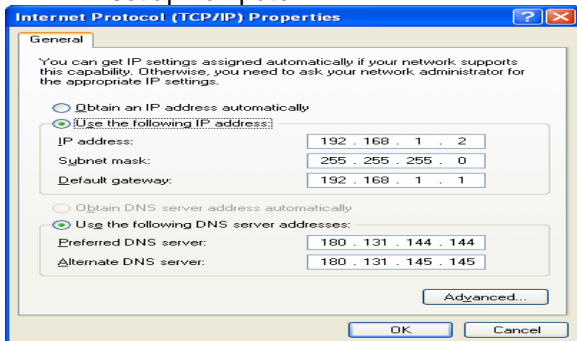 Internet Protocol (TCP/IP) Properties
General
You can get IP settings assigned automatically if your network supports
this capability. Otherwise, you need to ask your network administrator for
the appropriate IP settings.
Obtain an IP address automatically
Use the following IP address:
IP address: 192 . 168 . 1 . 2
Subnet mask: 255 . 255 . 255 . 0
Default gateway: 192 . 168 . 1 . 1
Obtain DNS server address automatically
Use the following DNS server addresses:
Preferred DNS server: 180 . 131 . 144 . 144
Alternate DNS server: 180 . 131 . 145 . 145
Advanced...
OK Cancel